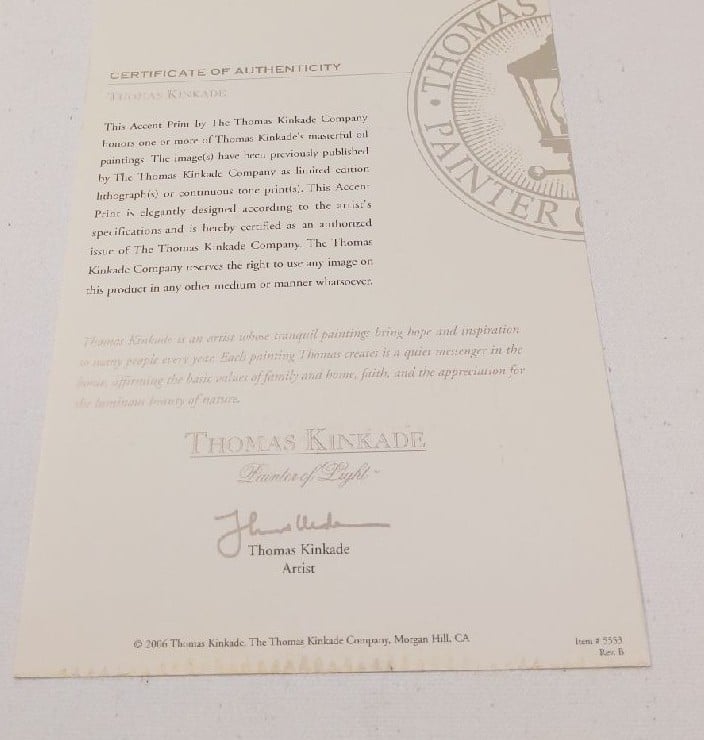 CERTIFICATE OF AUTHENTICITY
THOMAS KINKADE
This Accent Print by The Thomas Kinkade Company
honors one or more of Thomas Kinkade's masterful oil
paintings. The image(s) have been previously published
by The Thomas Kinkade Company as limited edition
lithograph(s) or continuous tone print(s). This Accent
Print is elegantly designed according to the artist's
specifications and is hereby certified as an authorized
issue of The Thomas Kinkade Company. The Thomas
Kinkade Company reserves the right to use any image on
this product in any other medium or manner whatsoever.
THOMAS
PAINTER
Thomas Kinkade is an artist whose tranquil paintings bring hope and inspiration
to many people every year. Each painting Thomas creates is a quiet messenger in the
home, affirming the basic values of family and home, faith, and the appreciation for
the luminous beauty of nature.
THOMAS KINKADE
Painter of Light™
Thomas Kinkade
Artist
© 2006 Thomas Kinkade, The Thomas Kinkade Company, Morgan Hill, CA
Item # 5553
Rev. B